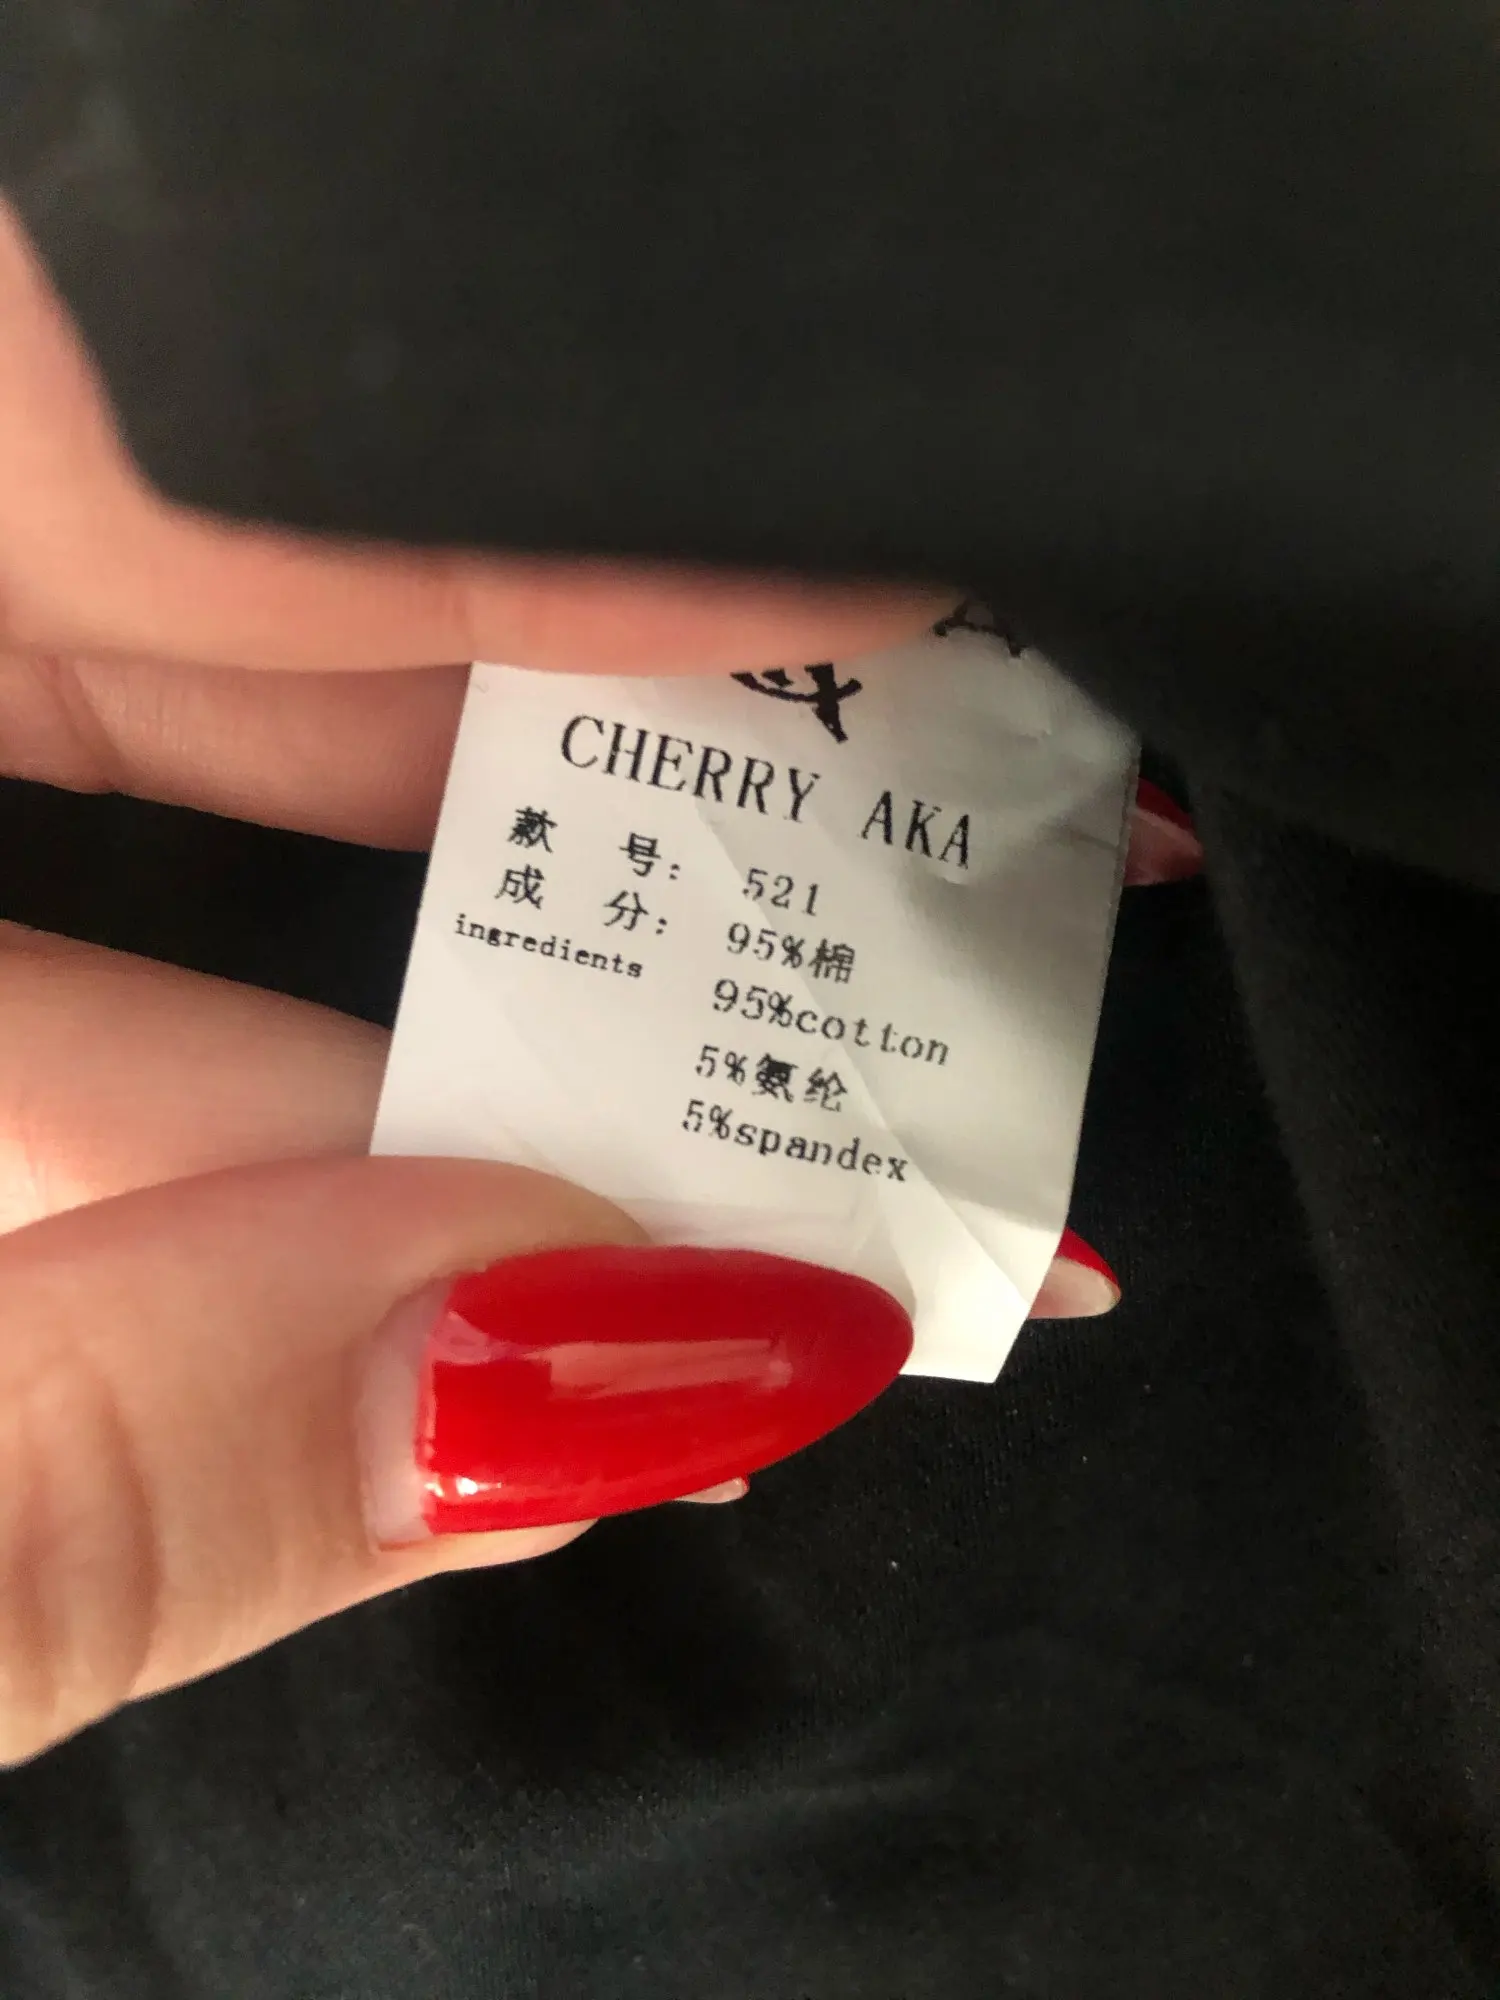 CHERRY AKA
款 号: 521
成 分: 95%棉
ingredients 95%cotton
5%氨纶
5%spandex